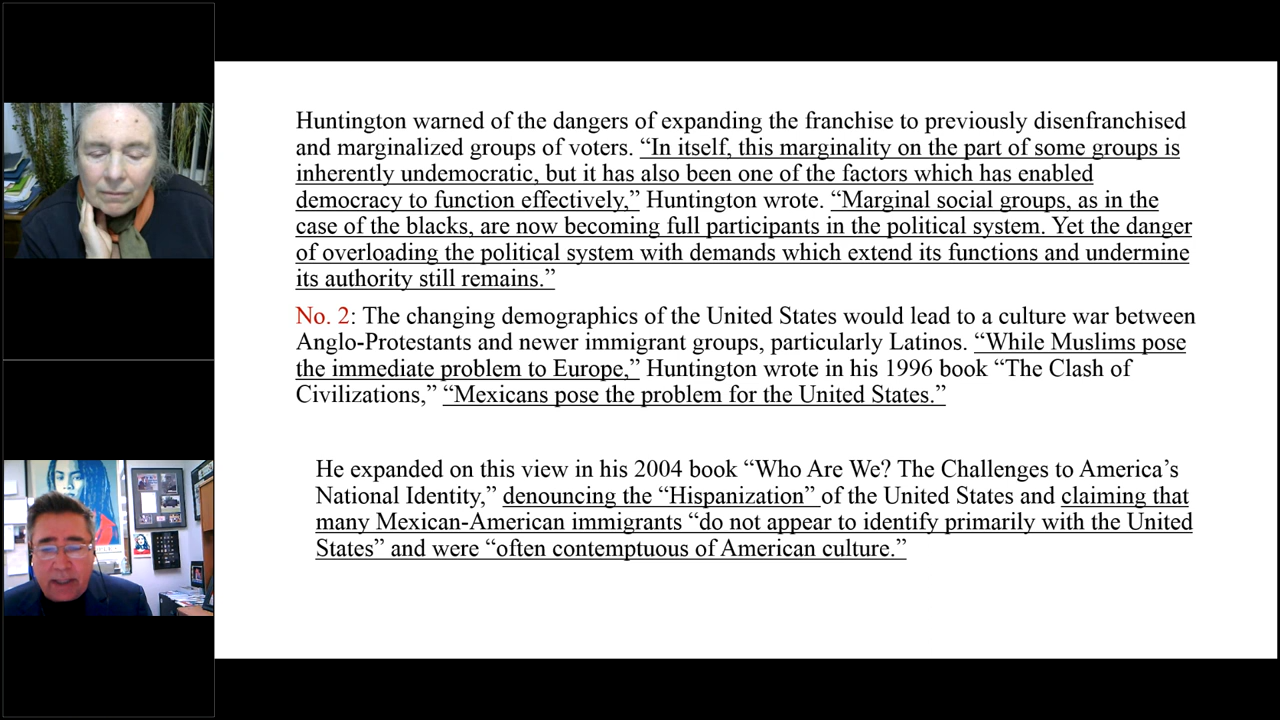 Huntington warned of the dangers of expanding the franchise to previously disenfranchised
and marginalized groups of voters. “In itself, this marginality on the part of some groups is
inherently undemocratic, but it has also been one of the factors which has enabled
democracy to function effectively,” Huntington wrote. “Marginal social groups, as in the
case of the blacks, are now becoming full participants in the political system. Yet the danger
of overloading the political system with demands which extend its functions and undermine
its authority still remains.”
No. 2: The changing demographics of the United States would lead to a culture war between
Anglo-Protestants and newer immigrant groups, particularly Latinos. “While Muslims pose
the immediate problem to Europe,” Huntington wrote in his 1996 book “The Clash of
Civilizations,” “Mexicans pose the problem for the United States.”
He expanded on this view in his 2004 book “Who Are We? The Challenges to America’s
National Identity,” denouncing the “Hispanization” of the United States and claiming that
many Mexican-American immigrants “do not appear to identify primarily with the United
States” and were “often contemptuous of American culture.”